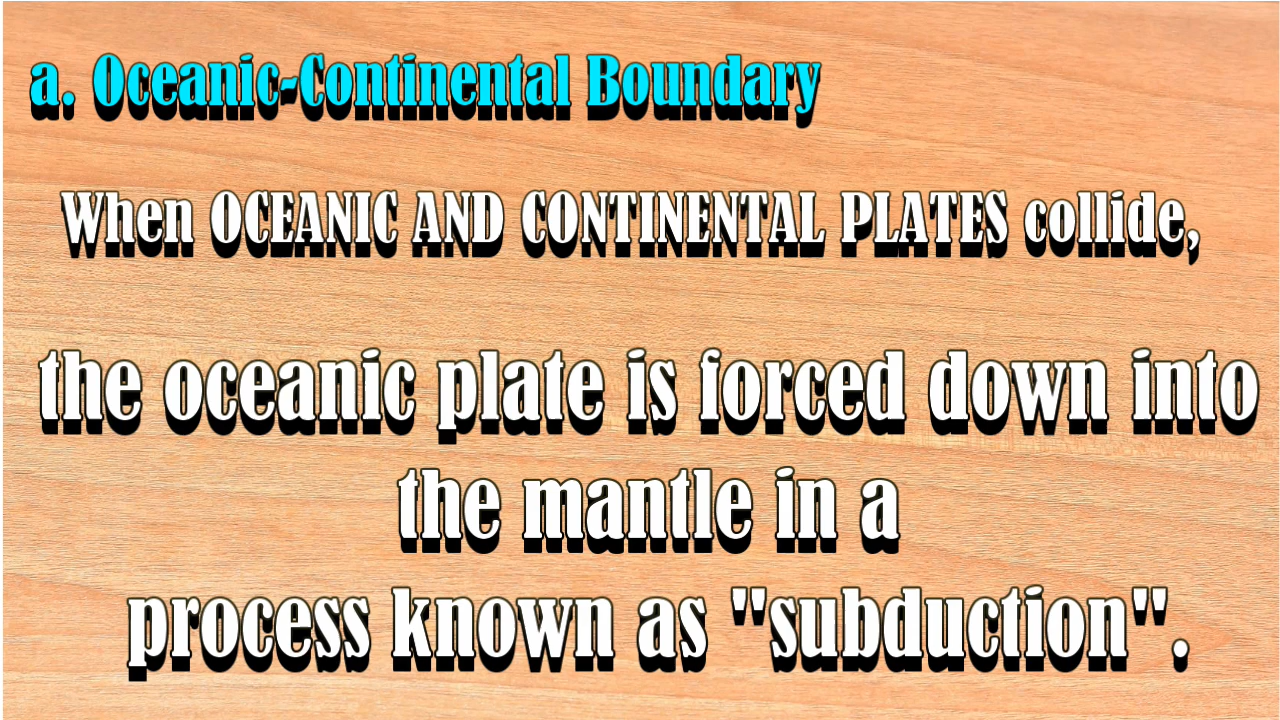 a. Oceanic-Continental Boundary
When OCEANIC AND CONTINENTAL PLATES collide,
the oceanic plate is forced down into
the mantle in a
process known as "subduction".